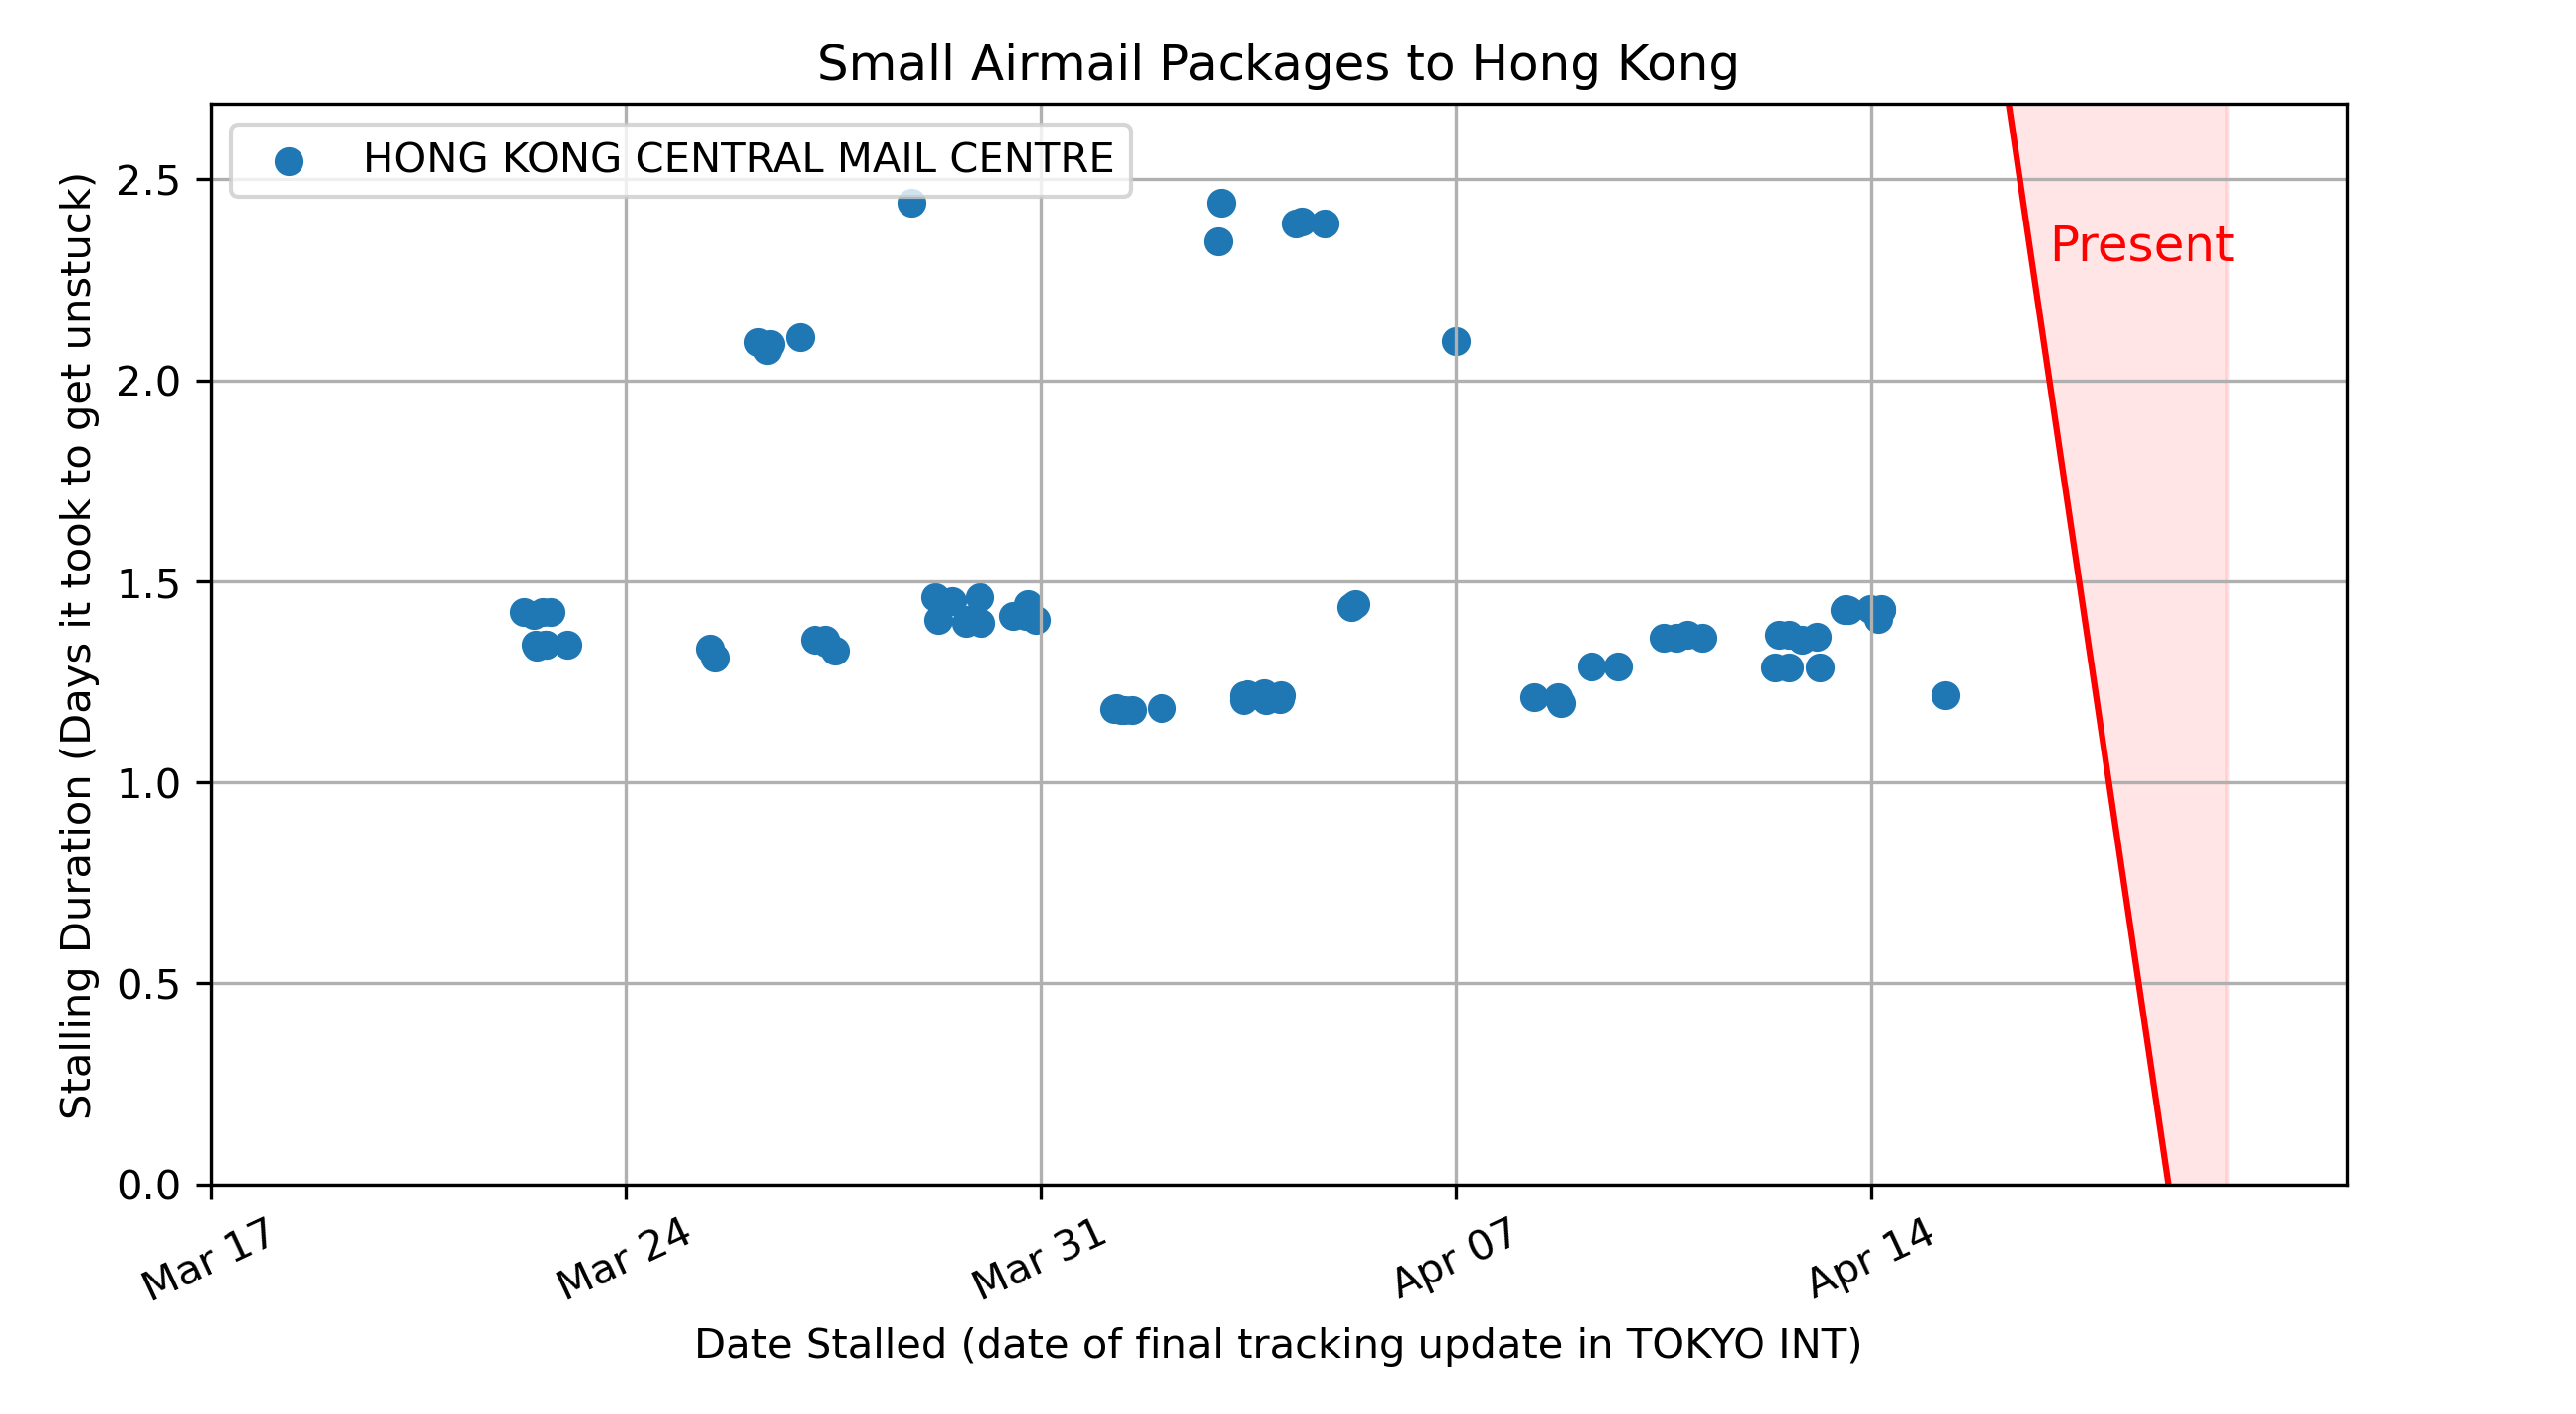 Small Airmail Packages to Hong Kong
HONG KONG CENTRAL MAIL CENTRE
Present
Stalling Duration (Days it took to get unstuck)
2.5
2.0
1.5
1.0
0.5
0.0
Mar 17
Mar 24
Mar 31
Apr 07
Apr 14
Date Stalled (date of final tracking update in TOKYO INT)